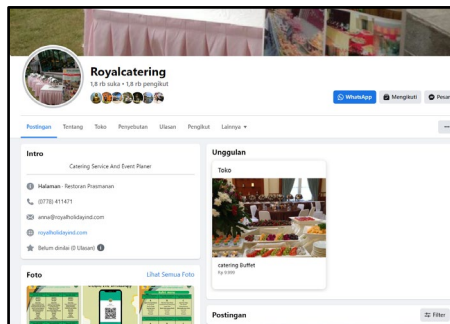 Royalcatering
1,8 rb suka • 1,8 rb pengikut
WhatsApp
Mengikuti
Pesan
Postingan Tentang Toko Penyebutan Ulasan Pengikut Lainnya
Intro
Catering Service And Event Planer
Halaman · Restoran Prasmanan
(0778) 411471
anna@royalholidayind.com
royalholidayind.com
Belum dinilai (0 Ulasan)
Foto
Lihat Semua Foto
Unggulan
Toko
catering Buffet
Postingan
Filter